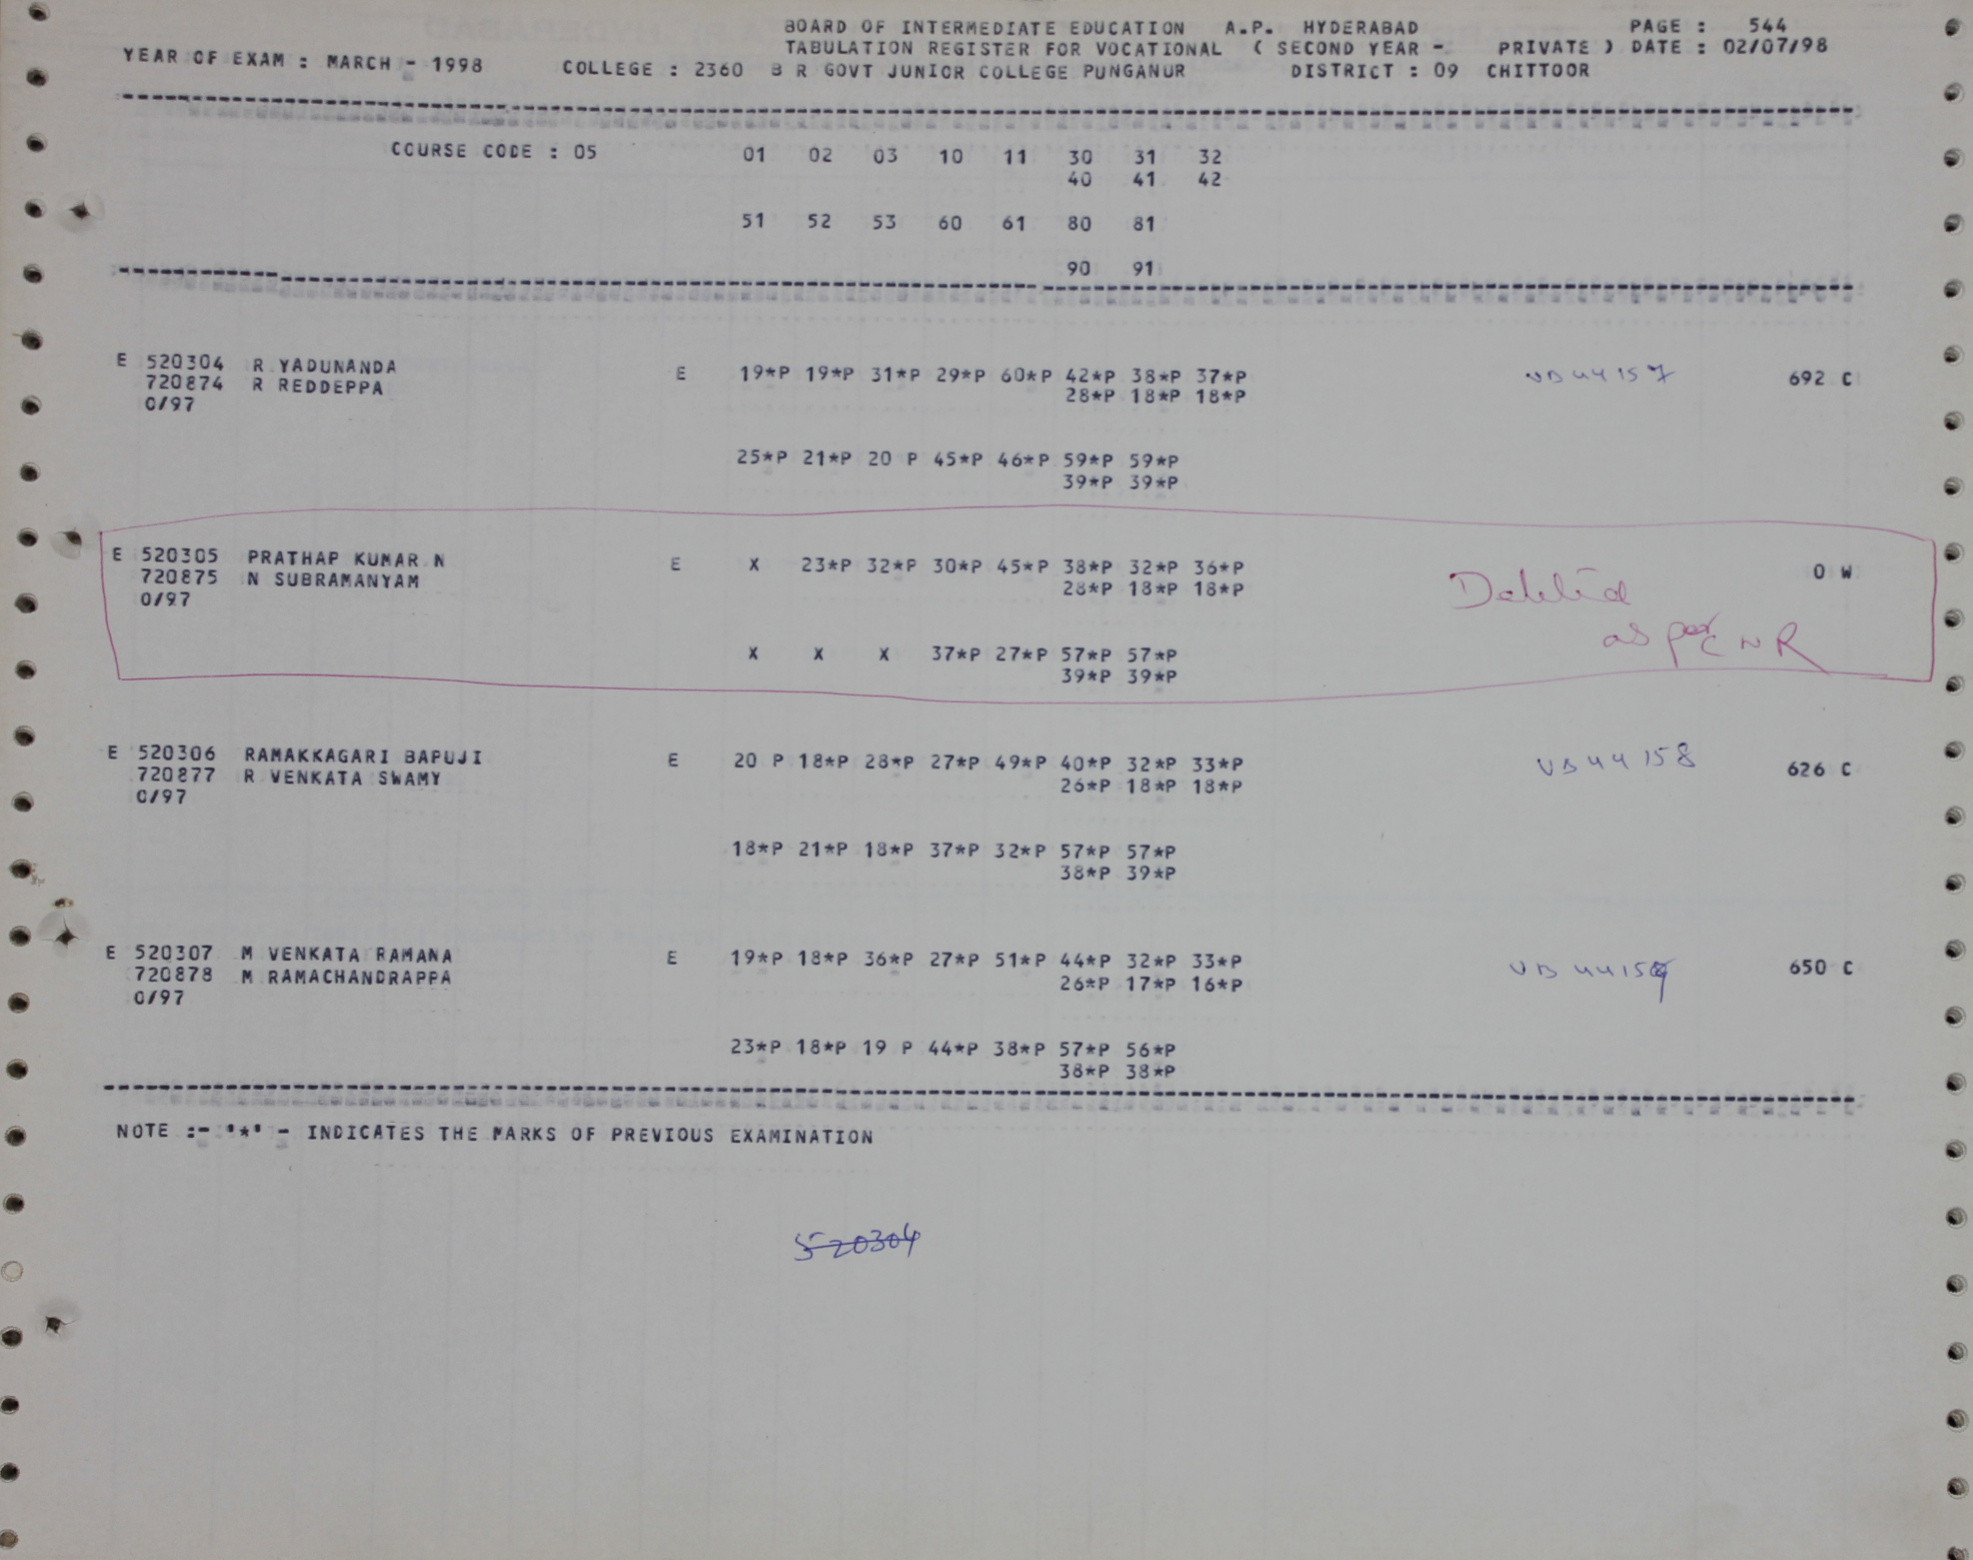 BOARD OF INTERMEDIATE EDUCATION A.P. HYDERABAD PAGE : 544
TABULATION REGISTER FOR VOCATIONAL ( SECOND YEAR - PRIVATE ) DATE : 02/07/98
YEAR OF EXAM : MARCH - 1998 COLLEGE : 2360 B R GOVT JUNIOR COLLEGE PUNGANUR DISTRICT : 09 CHITTOOR
COURSE CODE : 05 01 02 03 10 11 30 31 32
40 41 42
51 52 53 60 61 80 81
90 91
E 520304 R YADUNANDA E 19*P 19*P 31*P 29*P 60*P 42*P 38*P 37*P VB44157 692 C
720874 R REDDEPPA 28*P 18*P 18*P
0/97
25*P 21*P 20 P 45*P 46*P 59*P 59*P
39*P 39*P
E 520305 PRATHAP KUMAR N E X 23*P 32*P 30*P 45*P 38*P 32*P 36*P Deleted 0 W
720875 N SUBRAMANYAM 28*P 18*P 18*P
0/97
as per CNR
X X X 37*P 27*P 57*P 57*P
39*P 39*P
E 520306 RAMAKKAGARI BAPUJI E 20 P 18*P 28*P 27*P 49*P 40*P 32*P 33*P VB44158 626 C
720877 R VENKATA SWAMY 26*P 18*P 18*P
0/97
18*P 21*P 18*P 37*P 32*P 57*P 57*P
38*P 39*P
E 520307 M VENKATA RAMANA E 19*P 18*P 36*P 27*P 51*P 44*P 32*P 33*P VB44159 650 C
720878 M RAMACHANDRAPPA 26*P 17*P 16*P
0/97
23*P 18*P 19 P 44*P 38*P 57*P 56*P
38*P 38*P
NOTE :- '*' - INDICATES THE MARKS OF PREVIOUS EXAMINATION
520304